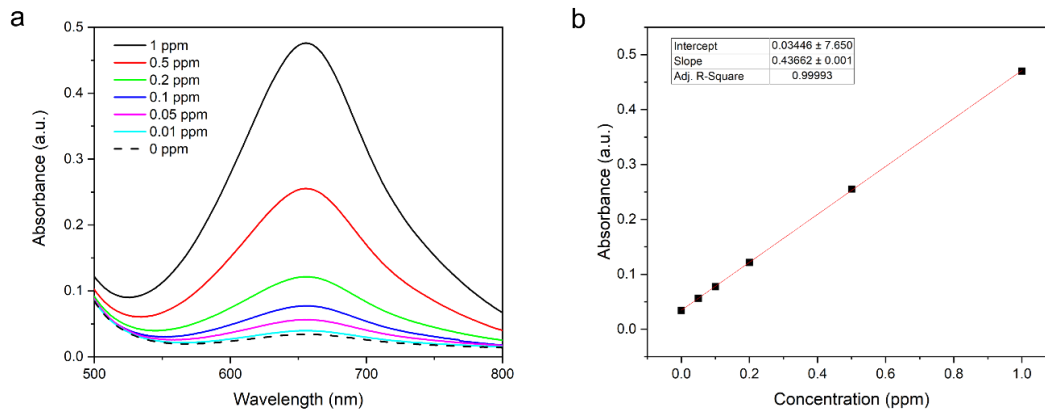 a
0.5
0.4
0.3
0.2
0.1
0.0
Absorbance (a.u.)
1 ppm
0.5 ppm
0.2 ppm
0.1 ppm
0.05 ppm
0.01 ppm
0 ppm
500 600 700 800
Wavelength (nm)
b
0.5
0.4
0.3
0.2
0.1
0.0
Absorbance (a.u.)
Intercept 0.03446 ± 7.650
Slope 0.43662 ± 0.001
Adj. R-Square 0.99993
0.0 0.2 0.4 0.6 0.8 1.0
Concentration (ppm)